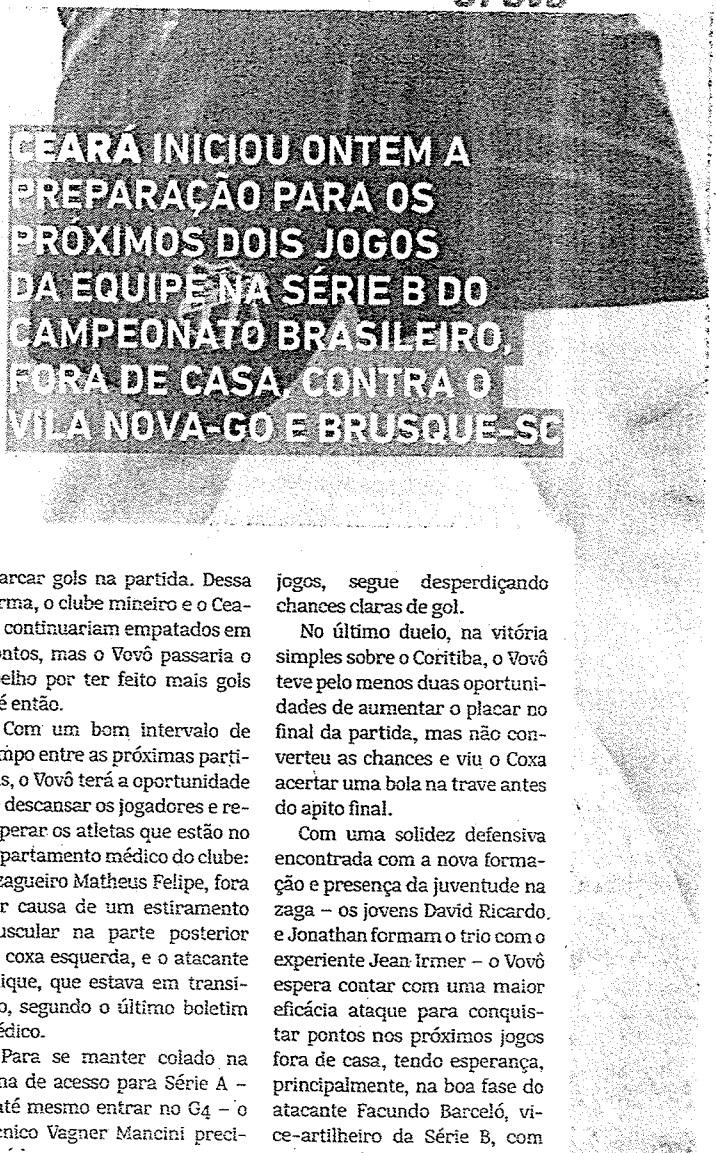 CEARÁ INICIOU ONTEM A
PREPARAÇÃO PARA OS
PRÓXIMOS DOIS JOGOS
DA EQUIPE NA SÉRIE B DO
CAMPEONATO BRASILEIRO,
FORA DE CASA, CONTRA O
VILA NOVA-GO E BRUSQUE-SC
arcar gols na partida. Dessa
rma, o clube mineiro e o Cea-
continuariam empatados em
ntos, mas o Vovô passaria o
elho por ter feito mais gols
é então.
Com um bom intervalo de
mpo entre as próximas parti-
s, o Vovô terá a oportunidade
descansar os jogadores e re-
perar os atletas que estão no
partamento médico do clube:
zagueiro Matheus Felipe, fora
r causa de um estiramento
uscular na parte posterior
coxa esquerda, e o atacante
ique, que estava em transi-
o, segundo o último boletim
édico.
Para se manter colado na
na de acesso para Série A –
até mesmo entrar no G4 – o
cnico Vagner Mancini preci-
jogos, segue desperdiçando
chances claras de gol.
No último duelo, na vitória
simples sobre o Coritiba, o Vovô
teve pelo menos duas oportuni-
dades de aumentar o placar no
final da partida, mas não con-
verteu as chances e viu o Coxa
acertar uma bola na trave antes
do apito final.
Com uma solidez defensiva
encontrada com a nova forma-
ção e presença da juventude na
zaga – os jovens David Ricardo
e Jonathan formam o trio com o
experiente Jean Irmer – o Vovô
espera contar com uma maior
eficácia ataque para conquis-
tar pontos nos próximos jogos
fora de casa, tendo esperança,
principalmente, na boa fase do
atacante Facundo Barceló, vi-
ce-artilheiro da Série B, com